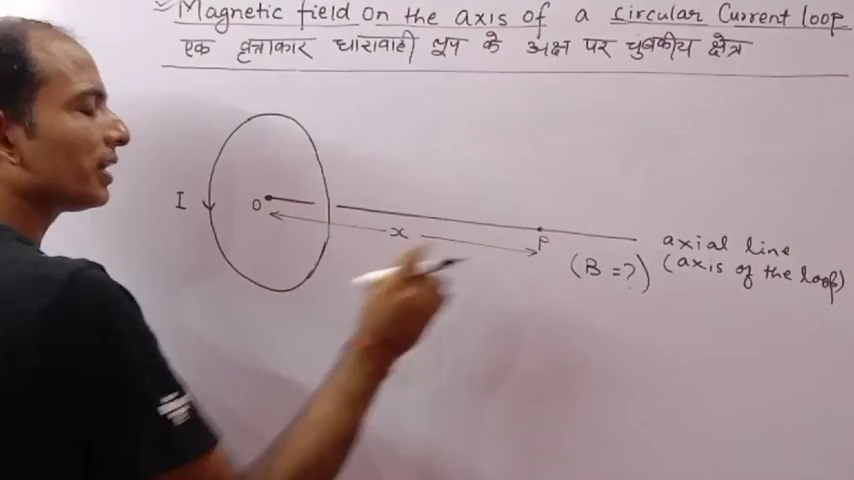 Magnetic field on the axis of a circular current loop
एक वृत्ताकार धारावाही लूप के अक्ष पर चुंबकीय क्षेत्र
I
O
x
P
(B =?)
axial line
(axis of the loop)